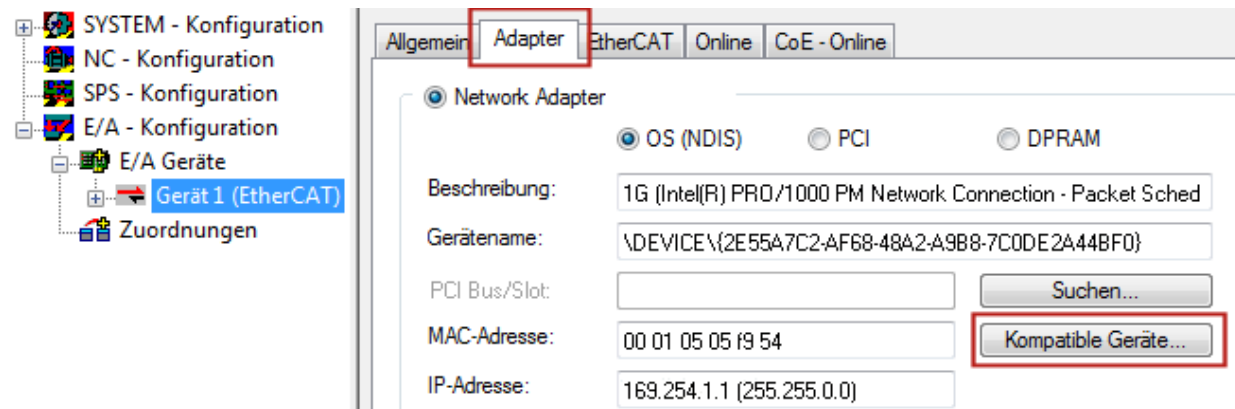 SYSTEM - Konfiguration
NC - Konfiguration
SPS - Konfiguration
E/A - Konfiguration
E/A Geräte
Gerät 1 (EtherCAT)
Zuordnungen
Allgemein Adapter EtherCAT Online CoE - Online
Network Adapter
OS (NDIS) PCI DPRAM
Beschreibung: 1G (Intel(R) PRO/1000 PM Network Connection - Packet Sched
Gerätename: \DEVICE\{2E55A7C2-AF68-48A2-A9B8-7C0DE2A44BF0}
PCI Bus/Slot: Suchen...
MAC-Adresse: 00 01 05 05 f9 54 Kompatible Geräte...
IP-Adresse: 169.254.1.1 (255.255.0.0)